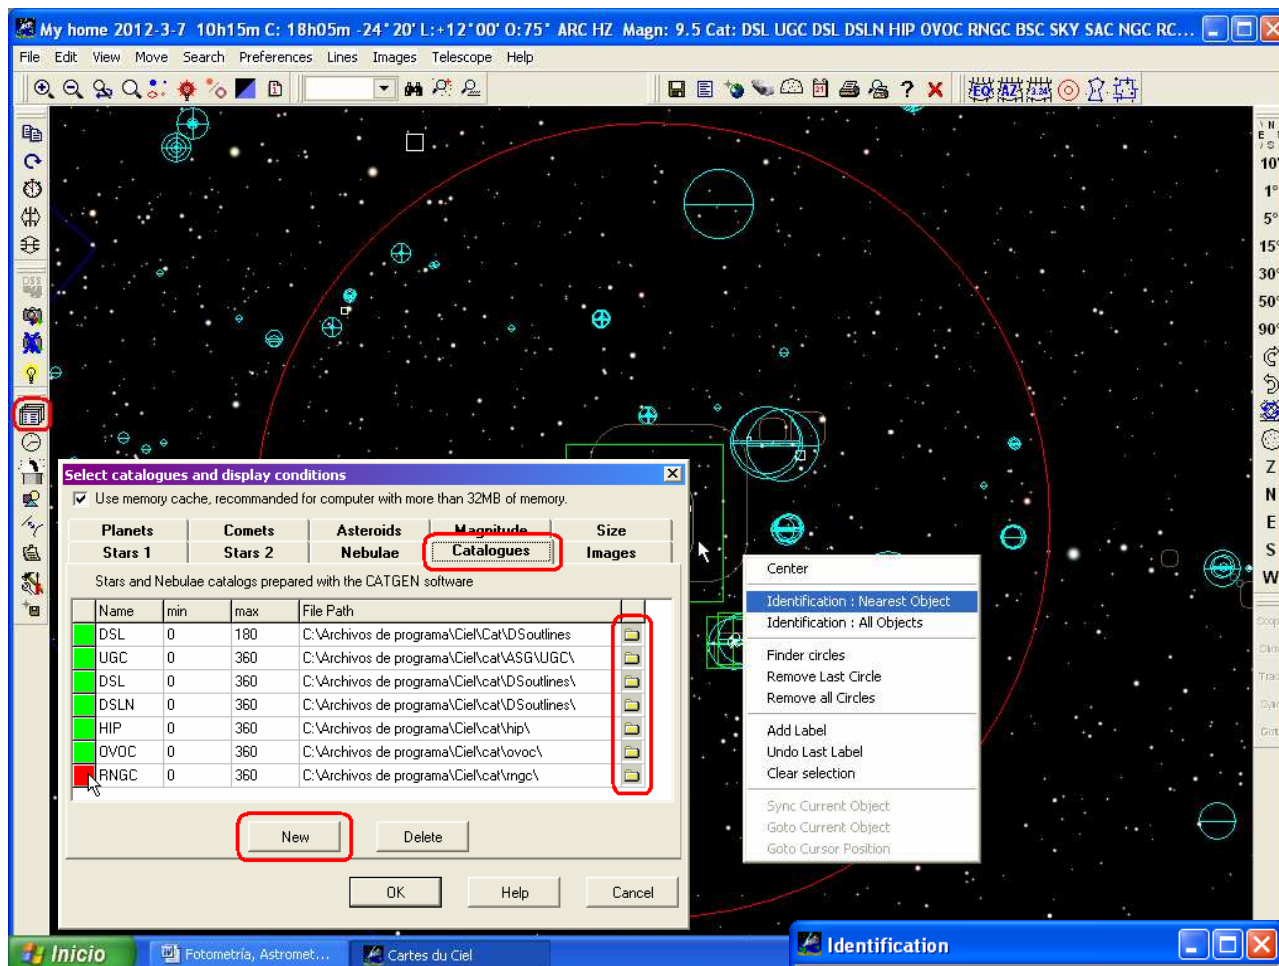 My home 2012-3-7 10h15m C: 18h05m -24°20' L:+12°00' O:75° ARC HZ Magn: 9.5 Cat: DSL UGC DSL DSLN HIP OVOC RNGC BSC SKY SAC NGC RC...
File Edit View Move Search Preferences Lines Images Telescope Help
EQ AZ 3.24
N
E
S
10'
1°
5°
15°
30°
50°
90°
DSS
Z
N
E
S
W
Select catalogues and display conditions
Use memory cache, recommanded for computer with more than 32MB of memory.
Planets Comets Asteroids Magnitude Size
Stars 1 Stars 2 Nebulae Catalogues Images
Stars and Nebulae catalogs prepared with the CATGEN software
Name min max File Path
DSL 0 180 C:\Archivos de programa\Ciel\Cat\DSoutlines
UGC 0 360 C:\Archivos de programa\Ciel\cat\ASG\UGC\
DSL 0 360 C:\Archivos de programa\Ciel\cat\DSoutlines\
DSLN 0 360 C:\Archivos de programa\Ciel\cat\DSoutlines\
HIP 0 360 C:\Archivos de programa\Ciel\cat\hip\
OVOC 0 360 C:\Archivos de programa\Ciel\cat\ovoc\
RNGC 0 360 C:\Archivos de programa\Ciel\cat\rngc\
New Delete
OK Help Cancel
Center
Identification : Nearest Object
Identification : All Objects
Finder circles
Remove Last Circle
Remove all Circles
Add Label
Undo Last Label
Clear selection
Sync Current Object
Goto Current Object
Goto Cursor Position
Inicio Fotometría, Astromet... Cartes du Ciel
Identification